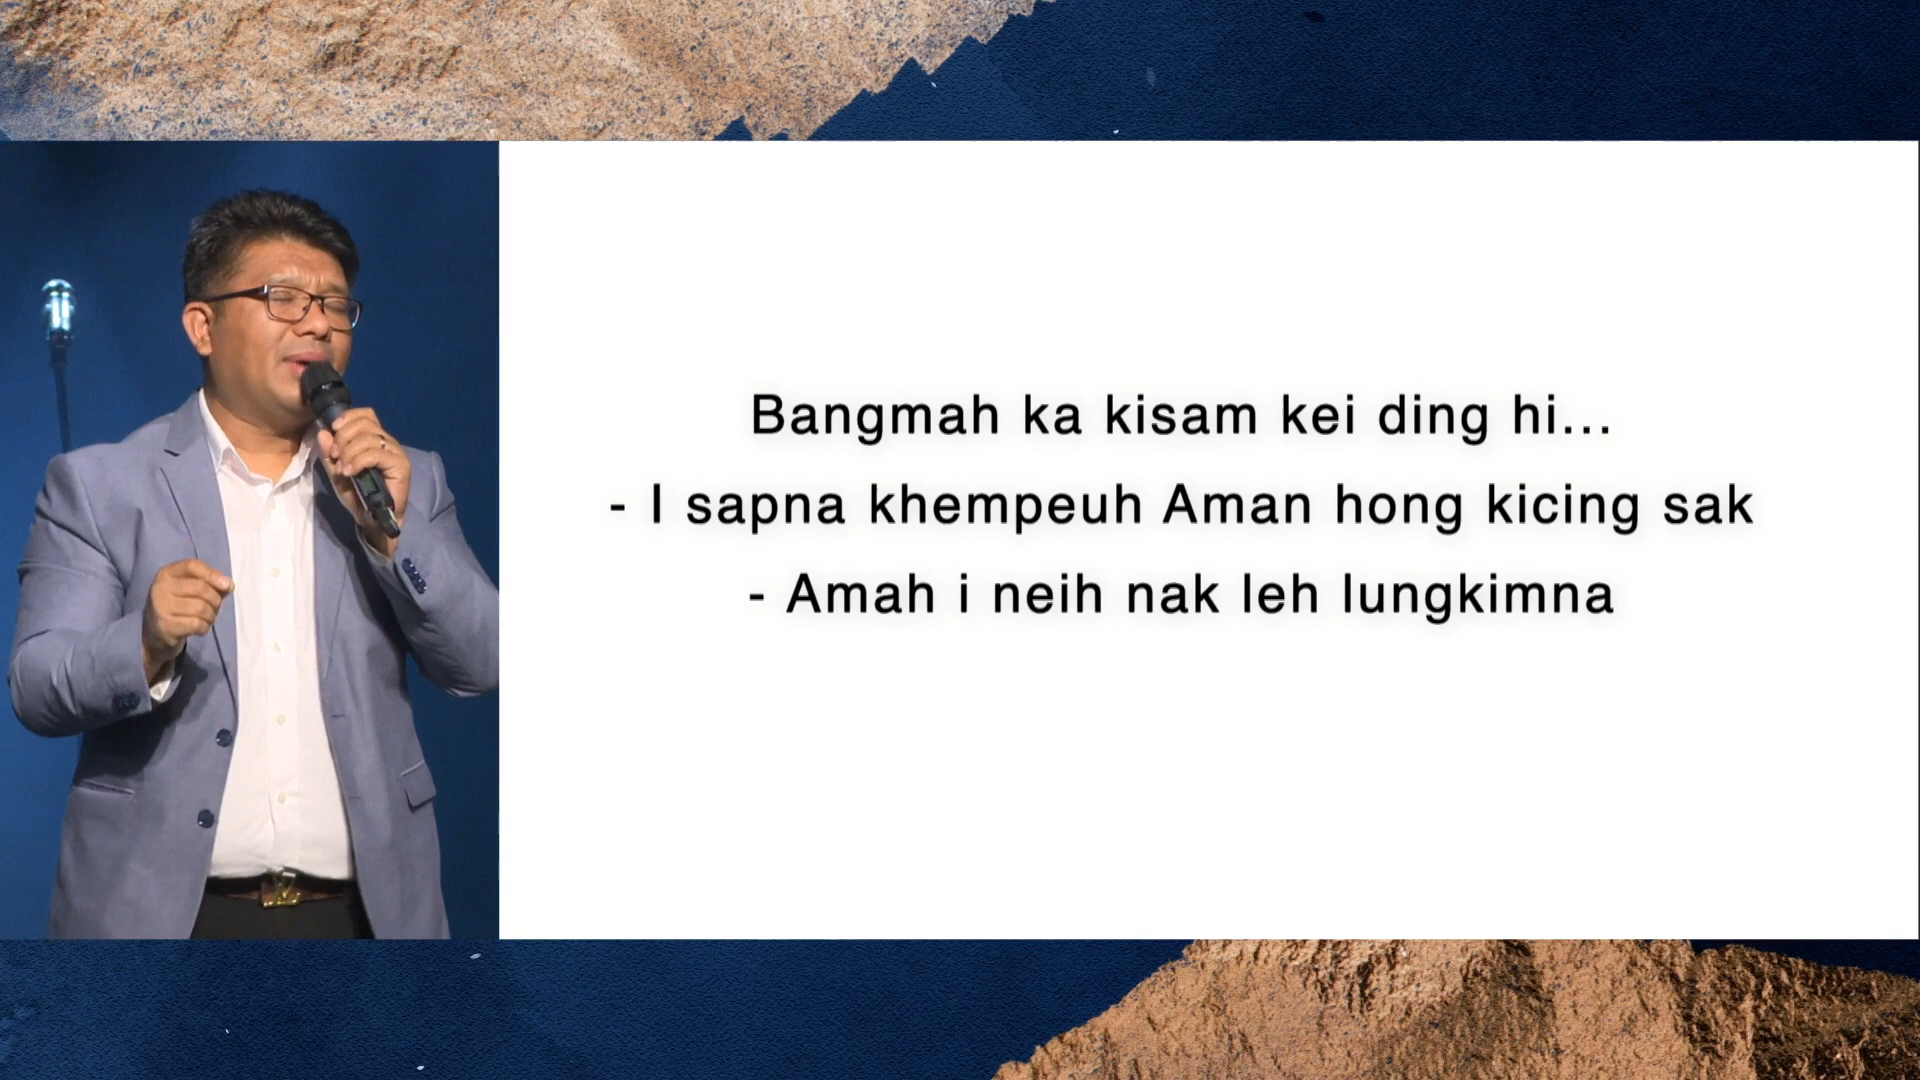 Bangmah ka kisam kei ding hi...
- I sapna khempeuh Aman hong kicing sak
- Amah i neih nak leh lungkimna